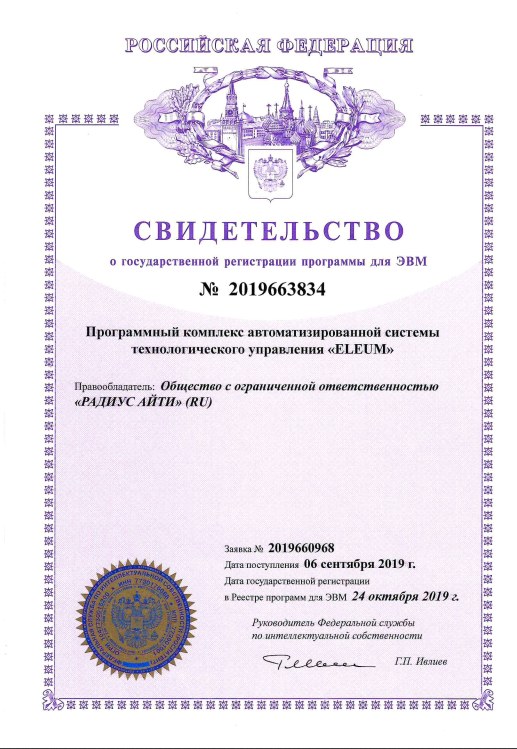 РОССИЙСКАЯ ФЕДЕРАЦИЯ
СВИДЕТЕЛЬСТВО
о государственной регистрации программы для ЭВМ
№ 2019663834
Программный комплекс автоматизированной системы
технологического управления «ELEUM»
Правообладатель: Общество с ограниченной ответственностью
«РАДИУС АЙТИ» (RU)
Заявка № 2019660968
Дата поступления 06 сентября 2019 г.
Дата государственной регистрации
в Реестре программ для ЭВМ 24 октября 2019 г.
Руководитель Федеральной службы
по интеллектуальной собственности
Г.П. Ивлиев